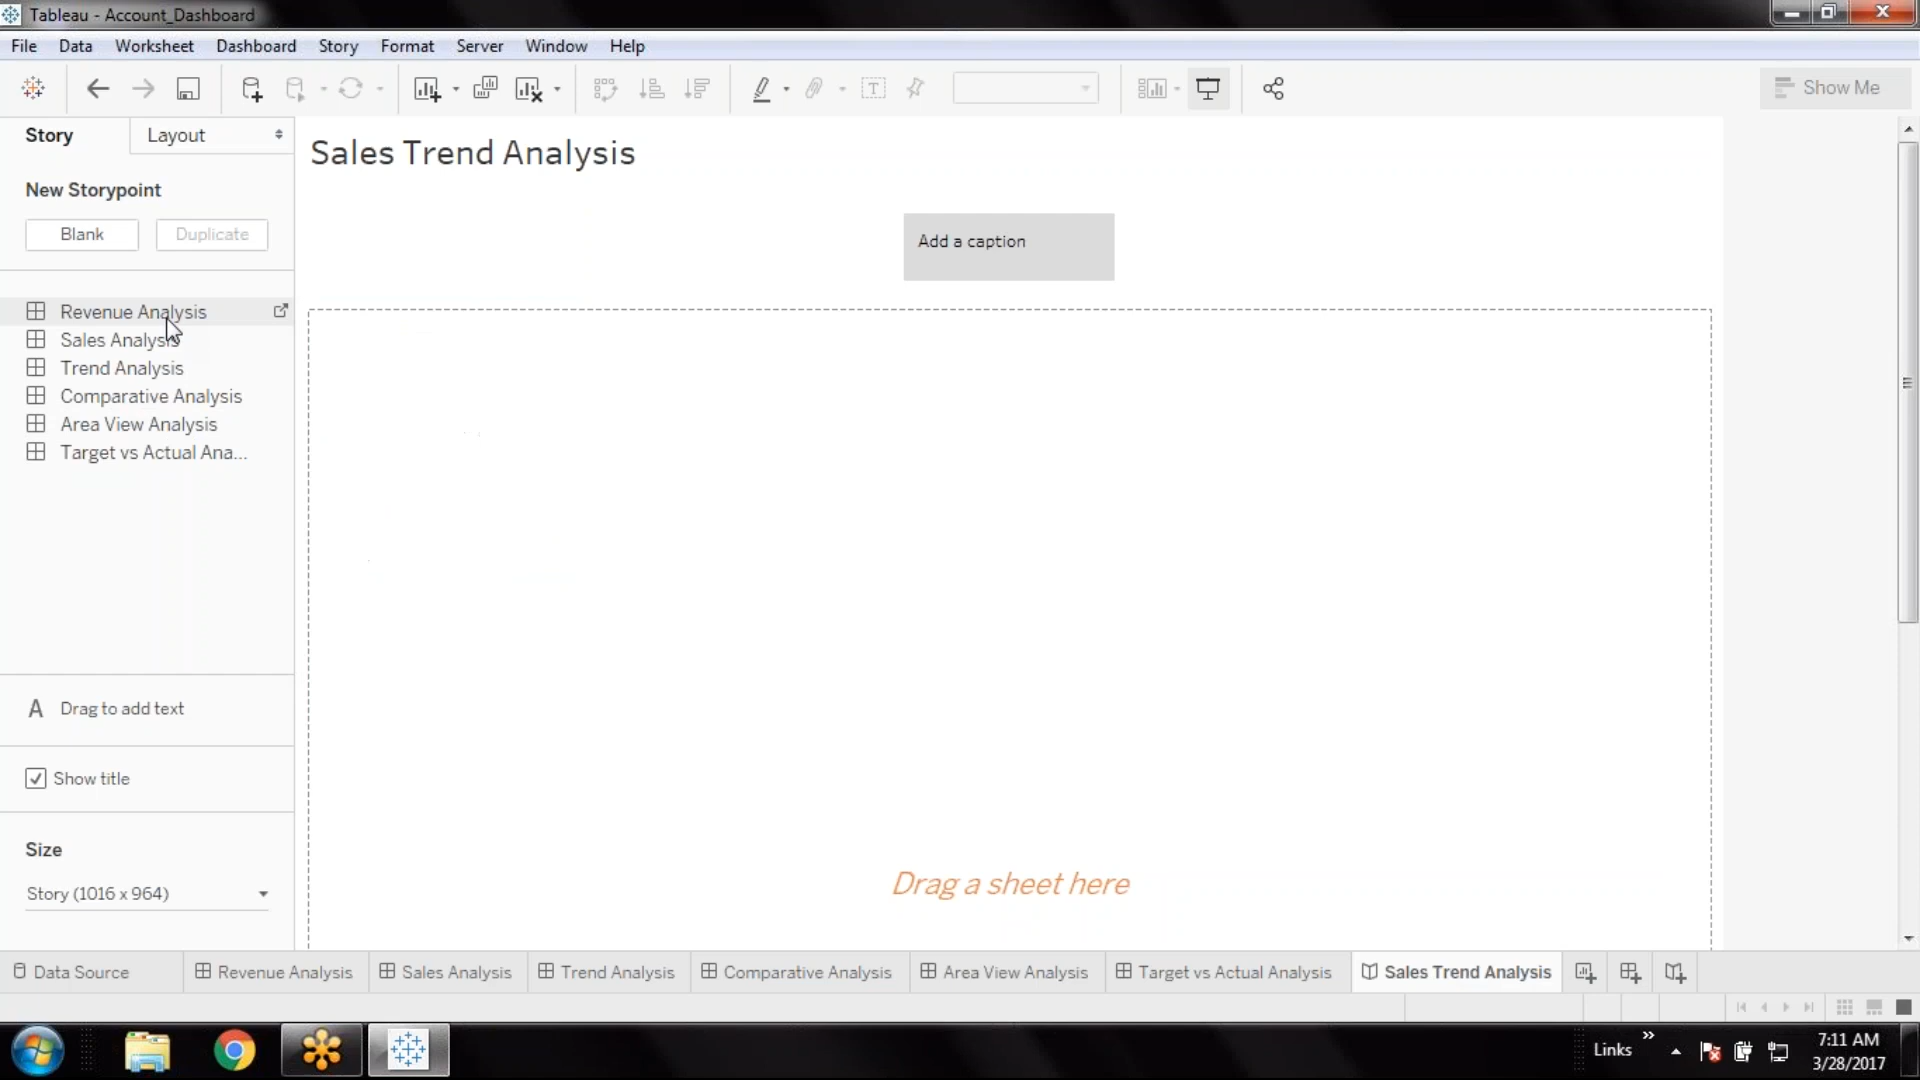 Tableau - Account_Dashboard
File Data Worksheet Dashboard Story Format Server Window Help
Show Me
Story Layout
New Storypoint
Blank Duplicate
Revenue Analysis
Sales Analysis
Trend Analysis
Comparative Analysis
Area View Analysis
Target vs Actual Ana...
A Drag to add text
Show title
Size
Story (1016 x 964)
Sales Trend Analysis
Add a caption
Drag a sheet here
Data Source Revenue Analysis Sales Analysis Trend Analysis Comparative Analysis Area View Analysis Target vs Actual Analysis Sales Trend Analysis
Links » 7:11 AM
3/28/2017